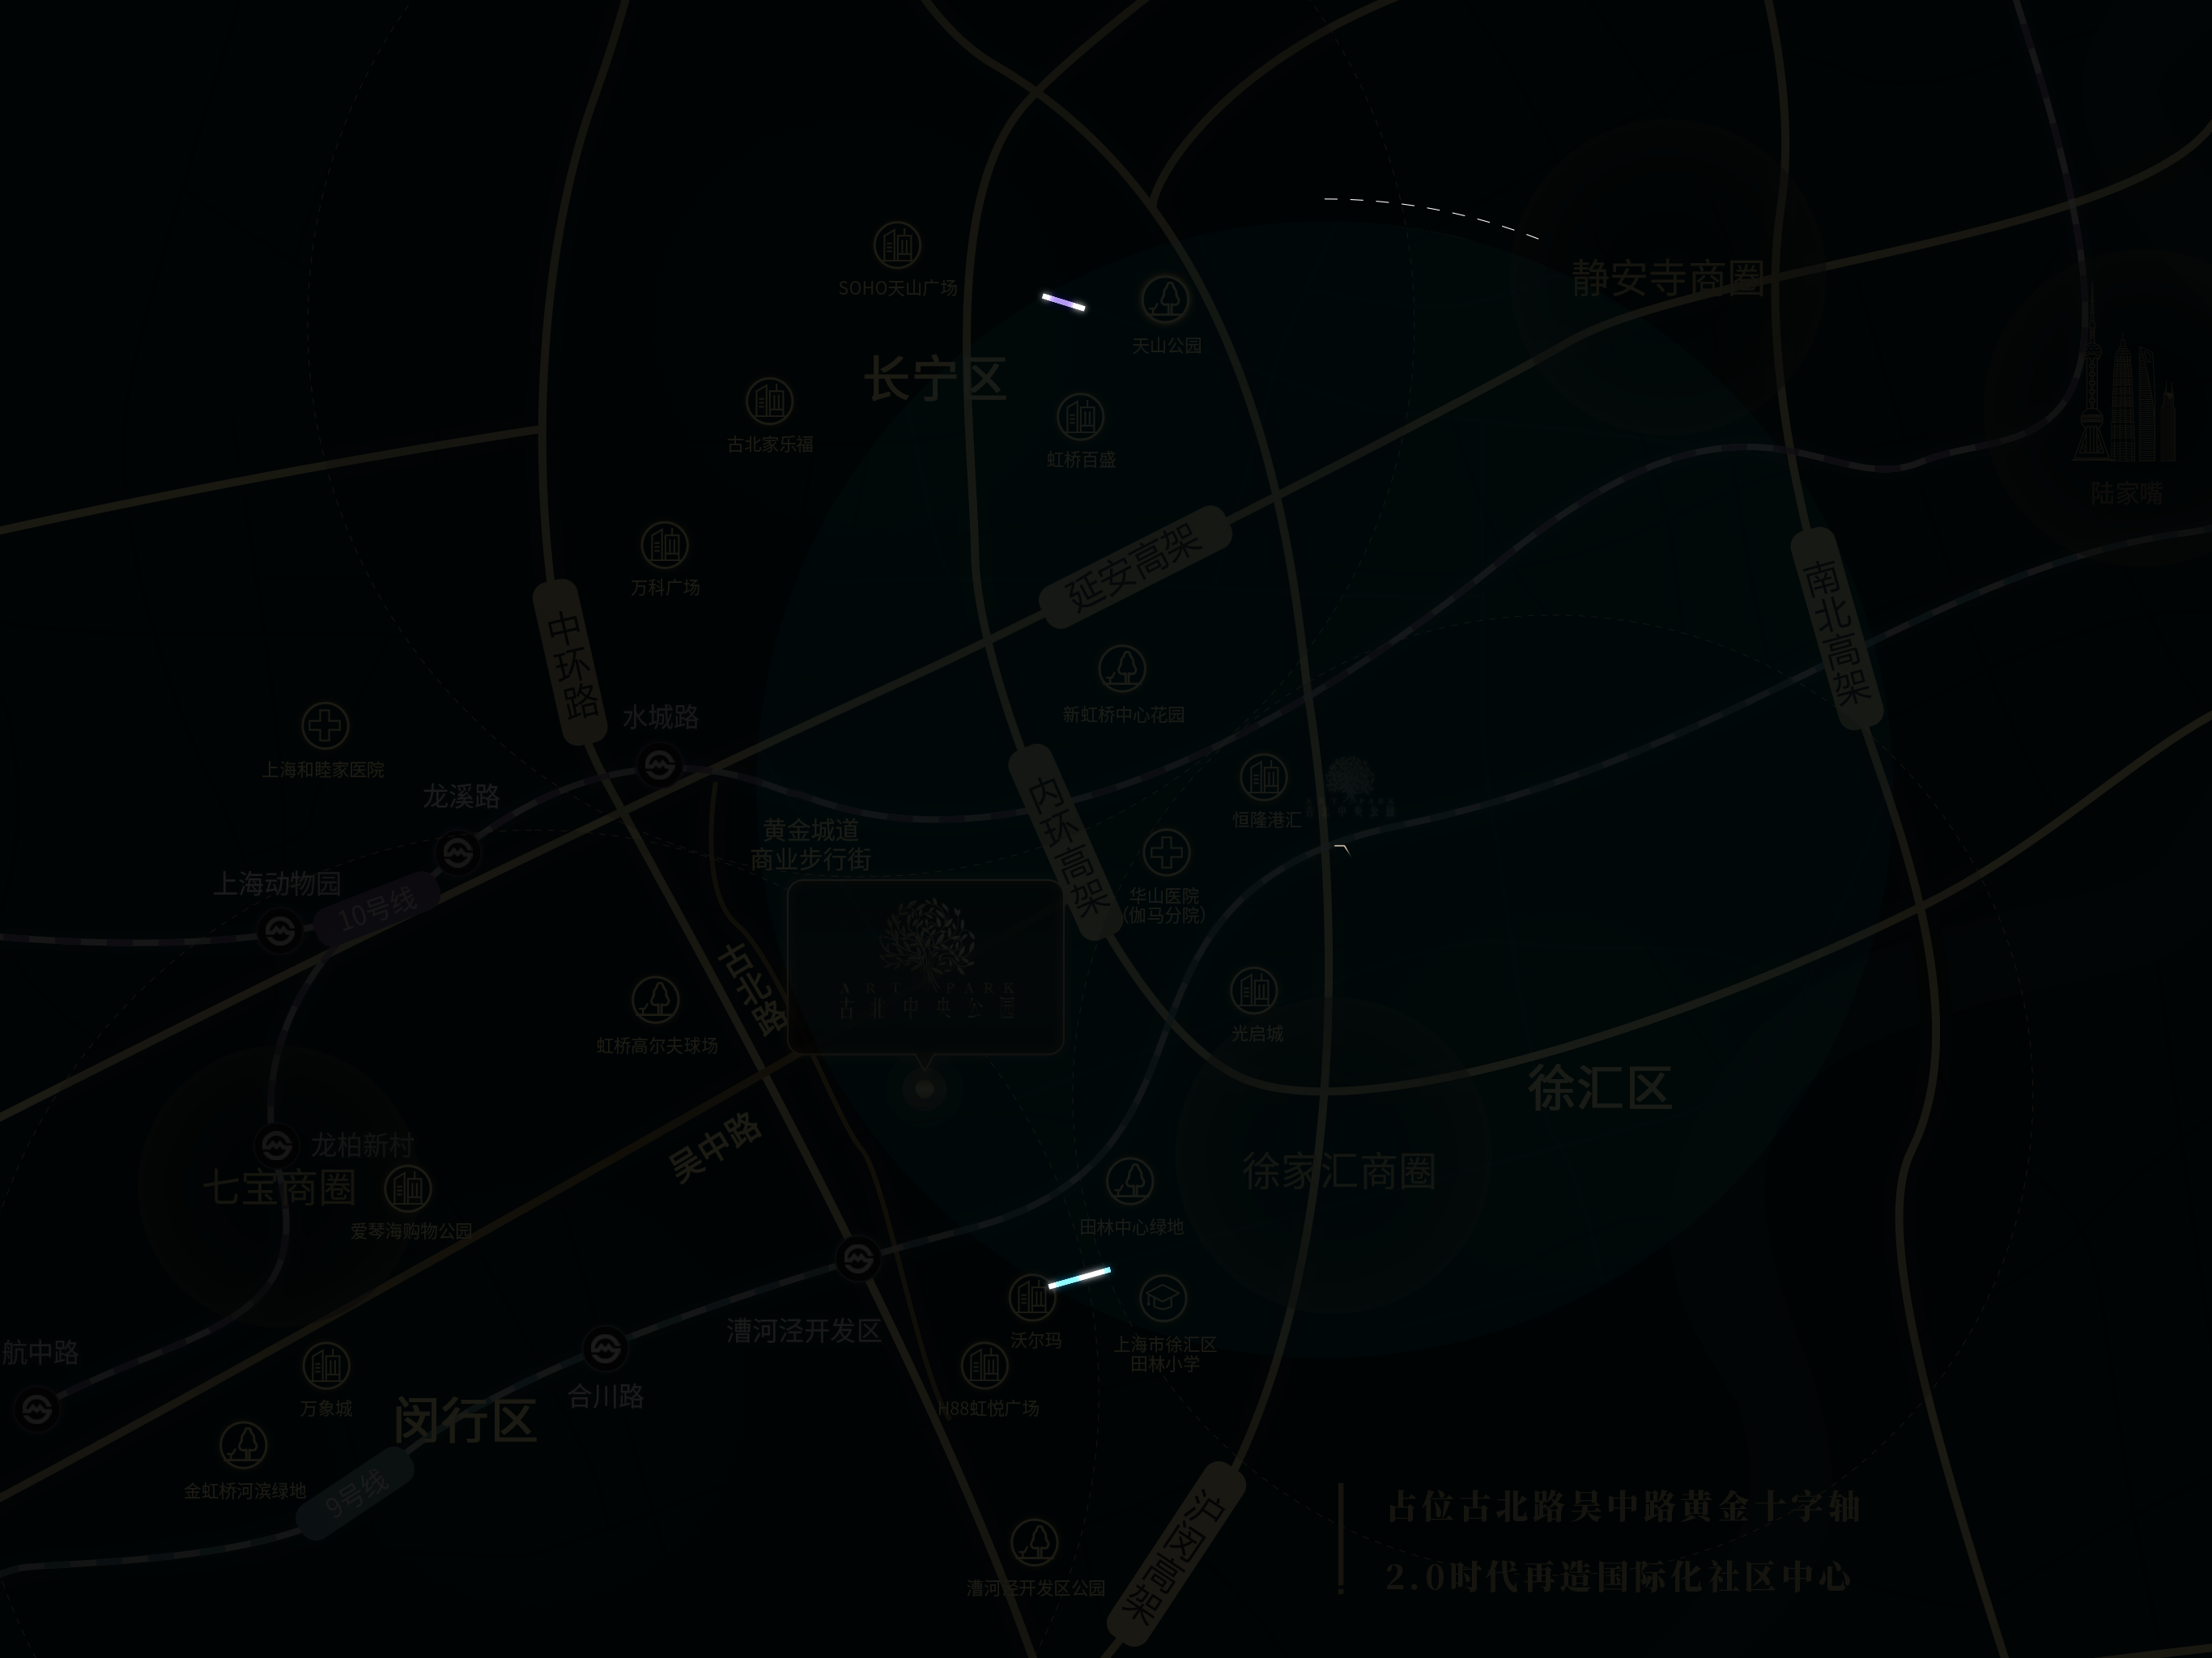 静安寺商圈
SOHO天山广场
天山公园
长宁区
古北家乐福
虹桥百盛
陆家嘴
延安高架
万科广场
南北高架
中环路
新虹桥中心花园
水城路
上海和睦家医院
龙溪路
恒隆港汇
内环高架
黄金城道
商业步行街
上海动物园
10号线
华山医院
(伽马分院)
古北路
ART PARK
古北中央公园
虹桥高尔夫球场
光启城
徐汇区
吴中路
龙柏新村
七宝商圈
徐家汇商圈
爱琴海购物公园
田林中心绿地
漕河泾开发区
沃尔玛
上海市徐汇区
田林小学
航中路
合川路
万象城
H88虹悦广场
闵行区
金虹桥河滨绿地
9号线
沪闵高架
漕河泾开发区公园
占位古北路吴中路黄金十字轴
2.0时代再造国际化社区中心